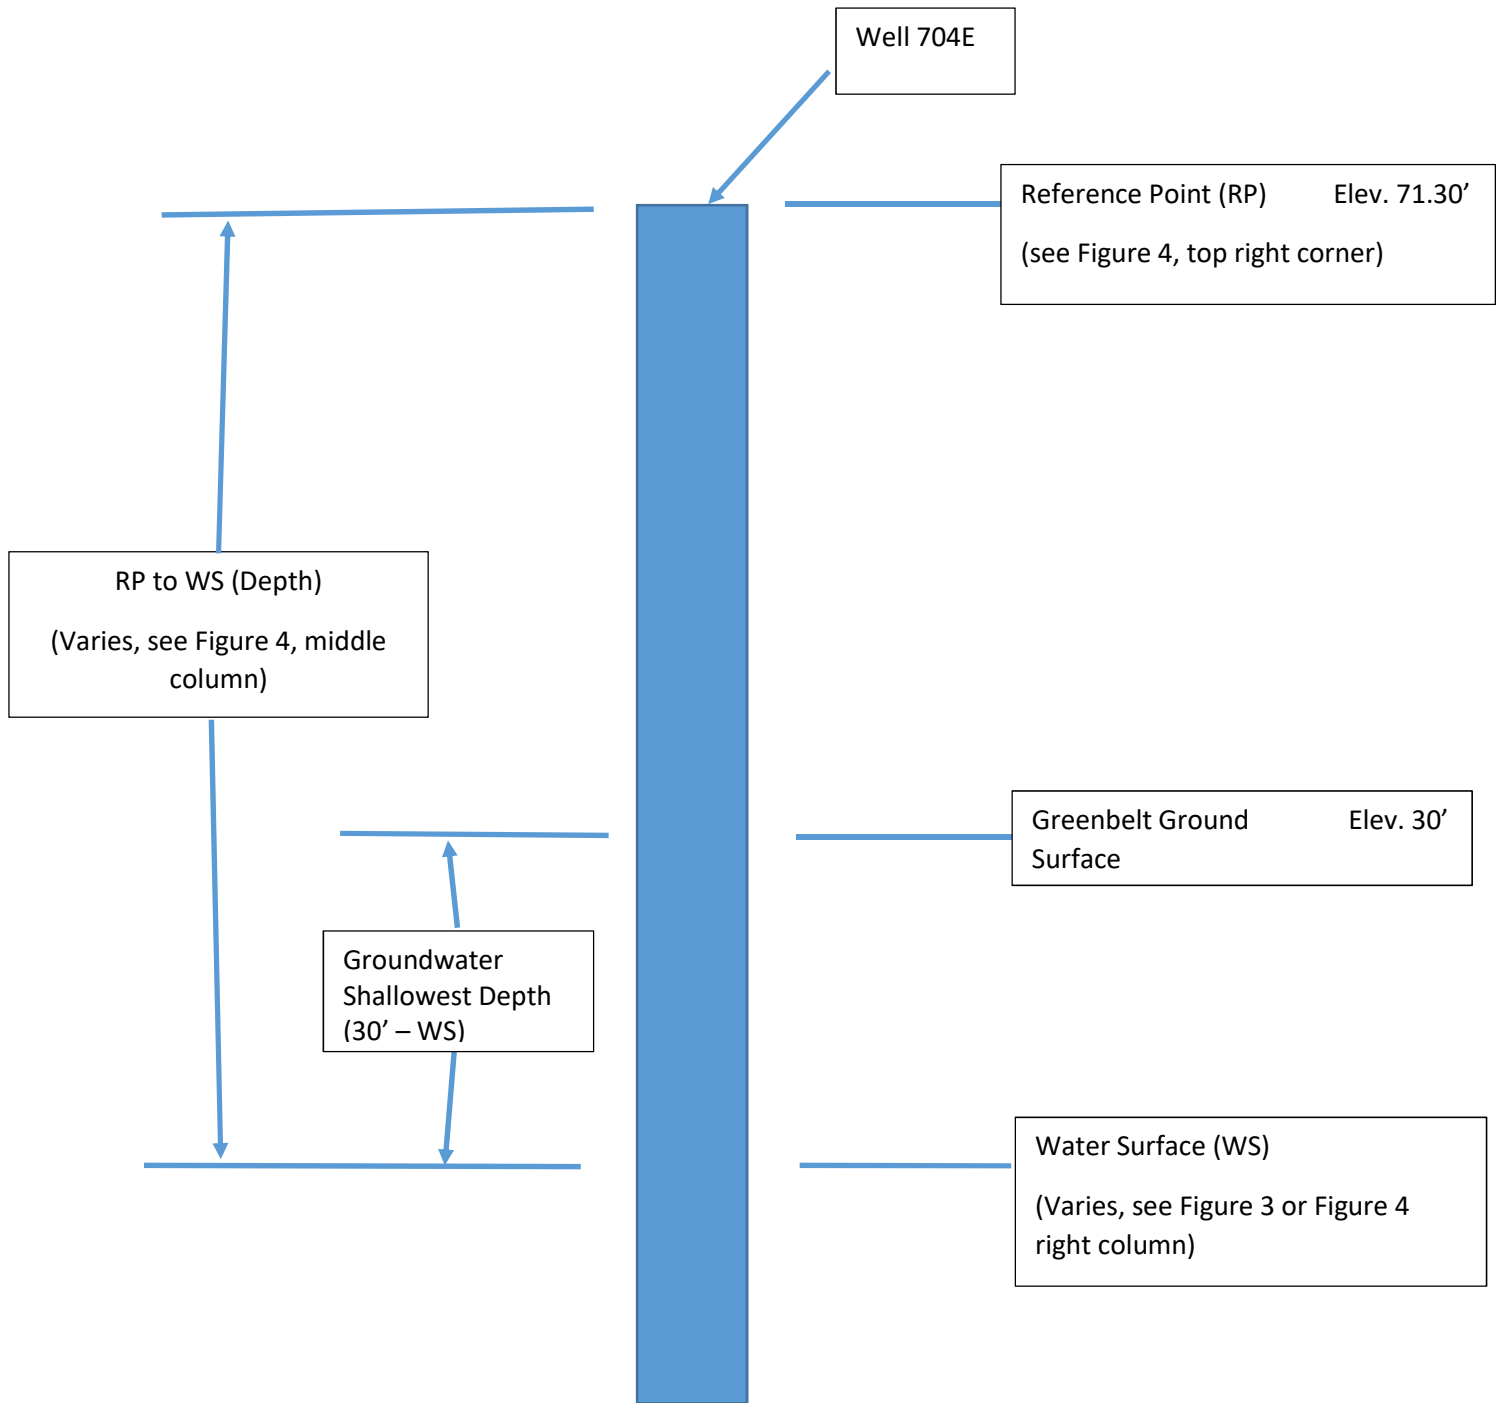 Well 704E
Reference Point (RP) Elev. 71.30’
(see Figure 4, top right corner)
RP to WS (Depth)
(Varies, see Figure 4, middle
column)
Greenbelt Ground Elev. 30’
Surface
Groundwater
Shallowest Depth
(30’ – WS)
Water Surface (WS)
(Varies, see Figure 3 or Figure 4
right column)